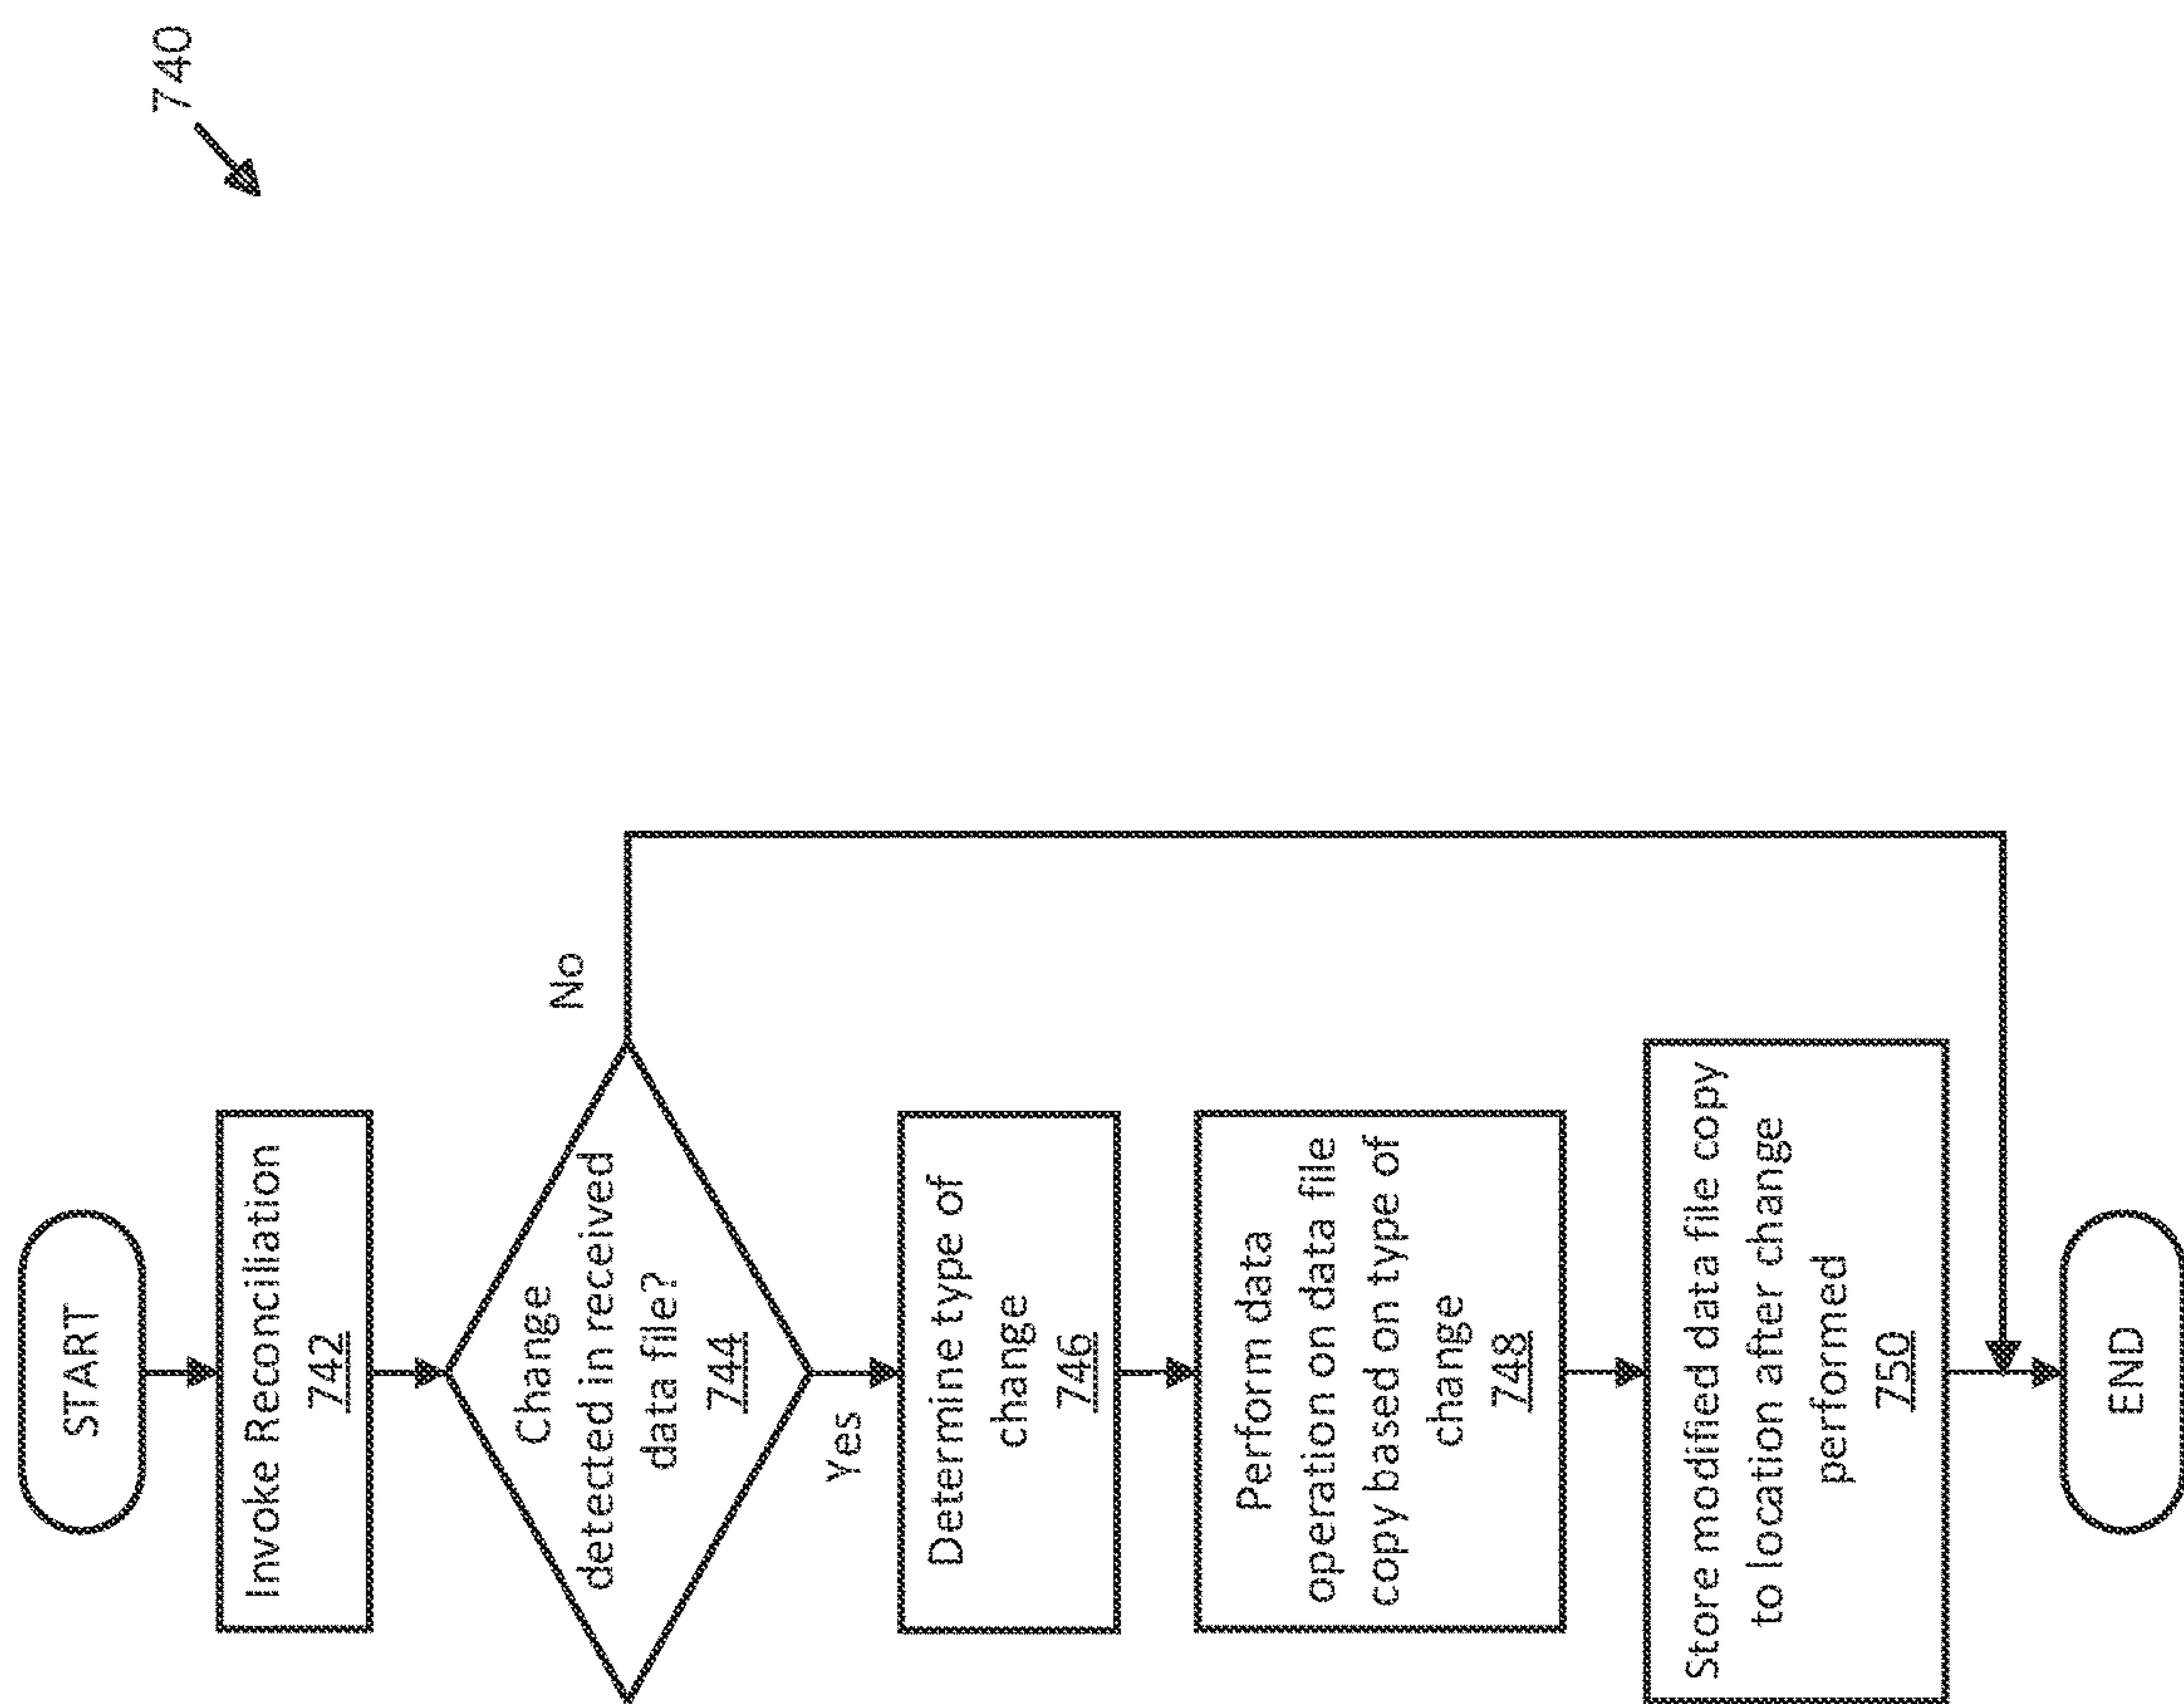 740
START
Invoke Reconciliation
742
Change
detected in received
data file?
744
No
Yes
Determine type of
change
746
Perform data
operation on data file
copy based on type of
change
748
Store modified data file copy
to location after change
performed
750
END